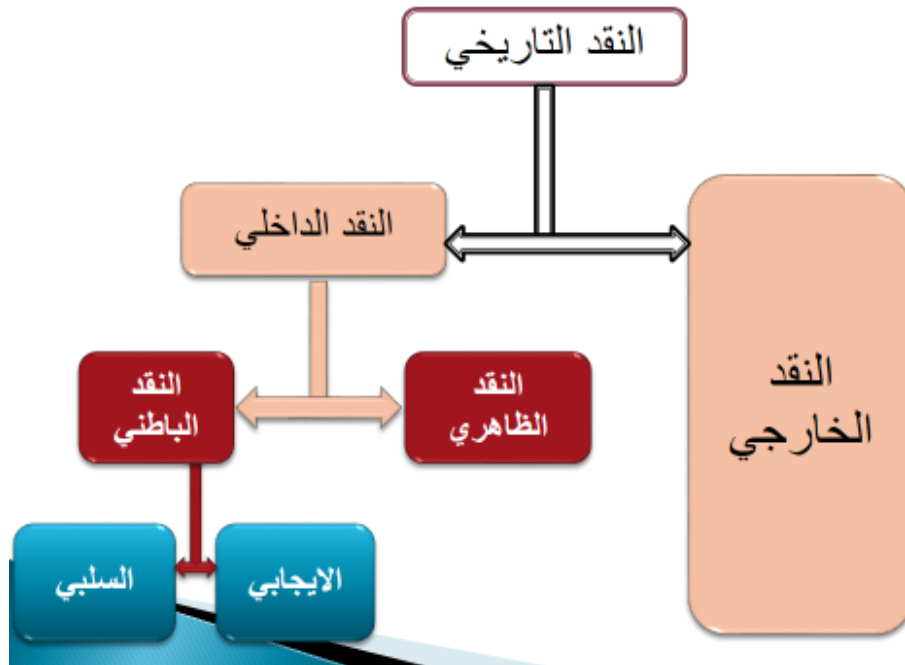 النقد التاريخي
النقد الداخلي
النقد
الخارجي
النقد
الظاهري
النقد
الباطني
الايجابي
السلبي